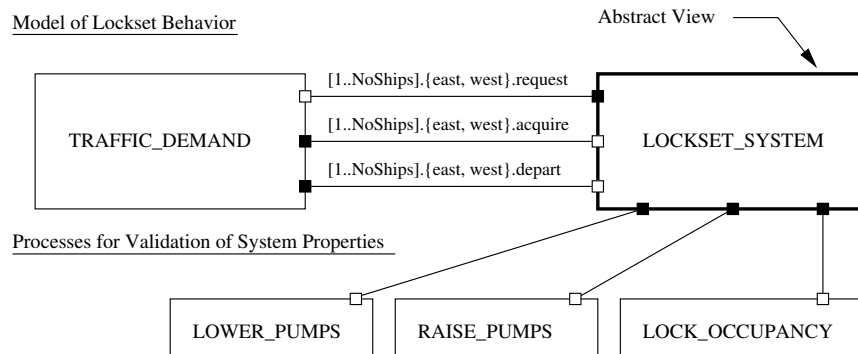 Model of Lockset Behavior
Abstract View
[1..NoShips].{east, west}.request
[1..NoShips].{east, west}.acquire
TRAFFIC_DEMAND
LOCKSET_SYSTEM
[1..NoShips].{east, west}.depart
Processes for Validation of System Properties
LOWER_PUMPS
RAISE_PUMPS
LOCK_OCCUPANCY